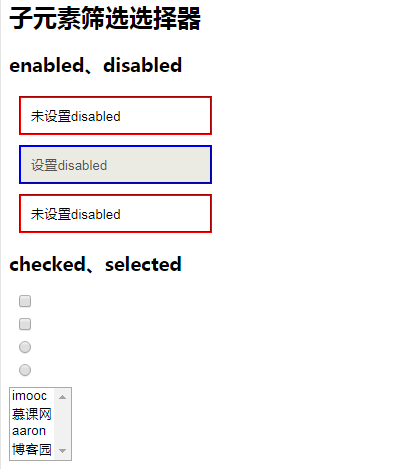 子元素筛选选择器
enabled、disabled
未设置disabled
设置disabled
未设置disabled
checked、selected
imooc
慕课网
aaron
博客园